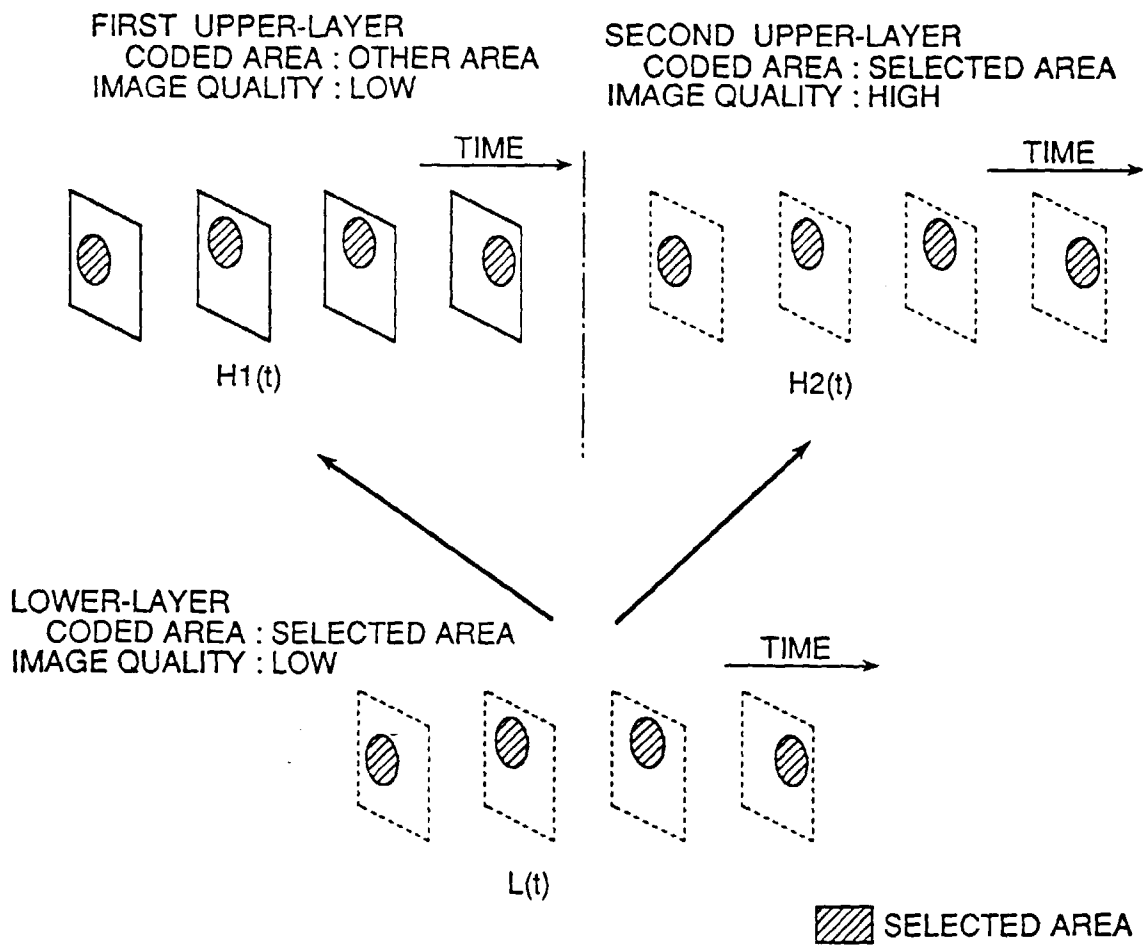 FIRST UPPER-LAYER
CODED AREA : OTHER AREA
IMAGE QUALITY : LOW
SECOND UPPER-LAYER
CODED AREA : SELECTED AREA
IMAGE QUALITY : HIGH
TIME
TIME
H1(t)
H2(t)
LOWER-LAYER
CODED AREA : SELECTED AREA
IMAGE QUALITY : LOW
TIME
L(t)
SELECTED AREA